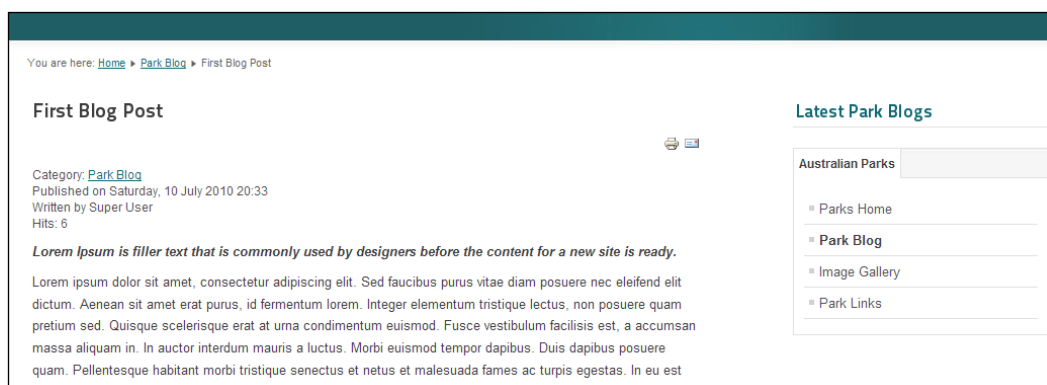 You are here: Home ▸ Park Blog ▸ First Blog Post
First Blog Post
Category: Park Blog
Published on Saturday, 10 July 2010 20:33
Written by Super User
Hits: 6
Lorem Ipsum is filler text that is commonly used by designers before the content for a new site is ready.
Lorem ipsum dolor sit amet, consectetur adipiscing elit. Sed faucibus purus vitae diam posuere nec eleifend elit
dictum. Aenean sit amet erat purus, id fermentum lorem. Integer elementum tristique lectus, non posuere quam
pretium sed. Quisque scelerisque erat at urna condimentum euismod. Fusce vestibulum facilisis est, a accumsan
massa aliquam in. In auctor interdum mauris a luctus. Morbi euismod tempor dapibus. Duis dapibus posuere
quam. Pellentesque habitant morbi tristique senectus et netus et malesuada fames ac turpis egestas. In eu est
Latest Park Blogs
Australian Parks
Parks Home
Park Blog
Image Gallery
Park Links